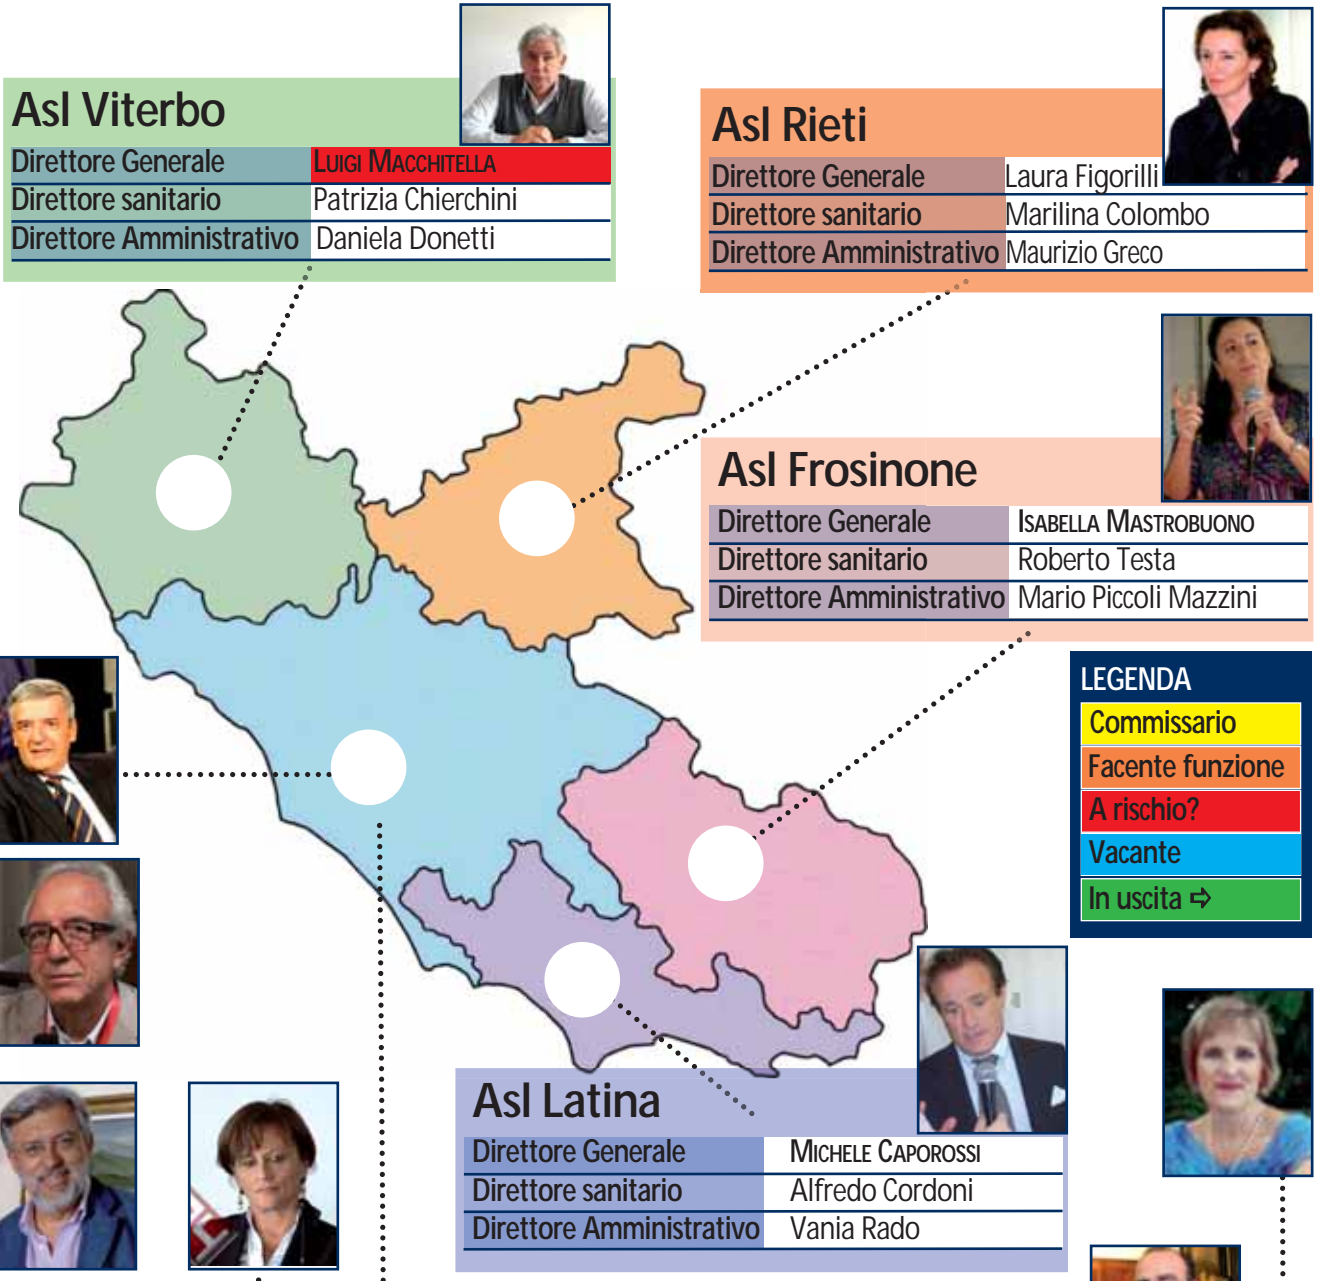 Asl Viterbo
Direttore Generale LUIGI MACCHITELLA
Direttore sanitario Patrizia Chierchini
Direttore Amministrativo Daniela Donetti
Asl Rieti
Direttore Generale Laura Figorilli
Direttore sanitario Marilina Colombo
Direttore Amministrativo Maurizio Greco
Asl Frosinone
Direttore Generale ISABELLA MASTROBUONO
Direttore sanitario Roberto Testa
Direttore Amministrativo Mario Piccoli Mazzini
LEGENDA
Commissario
Facente funzione
A rischio?
Vacante
In uscita ⇨
Asl Latina
Direttore Generale MICHELE CAPOROSSI
Direttore sanitario Alfredo Cordoni
Direttore Amministrativo Vania Rado